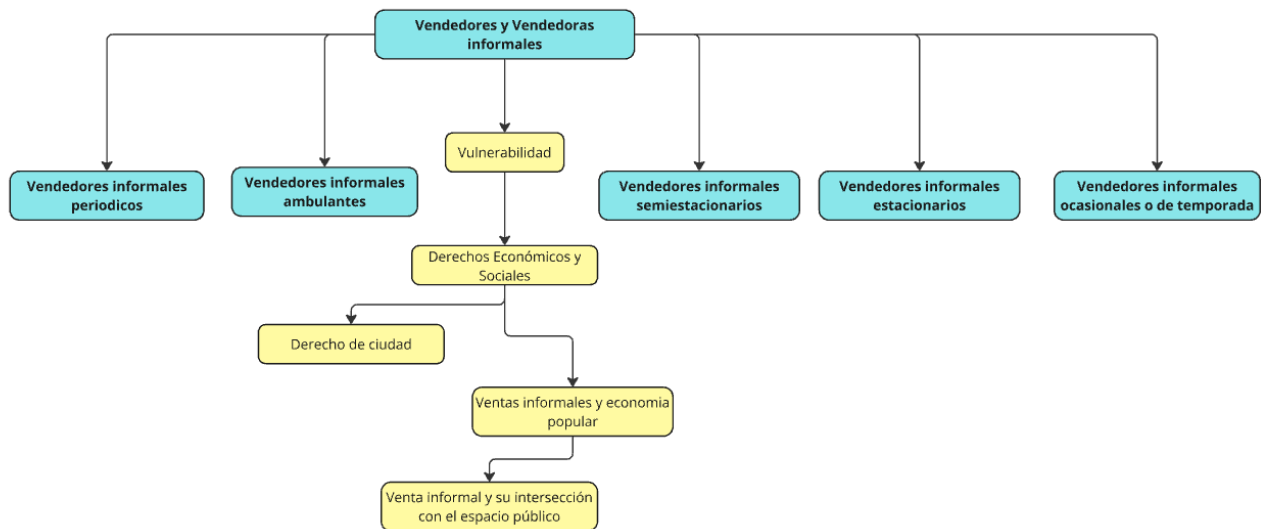 Vendedores y Vendedoras
informales
Vulnerabilidad
Vendedores informales
periodicos
Vendedores informales
ambulantes
Vendedores informales
semiestacionarios
Vendedores informales
estacionarios
Vendedores informales
ocasionales o de temporada
Derechos Económicos y
Sociales
Derecho de ciudad
Ventas informales y economia
popular
Venta informal y su intersección
con el espacio público